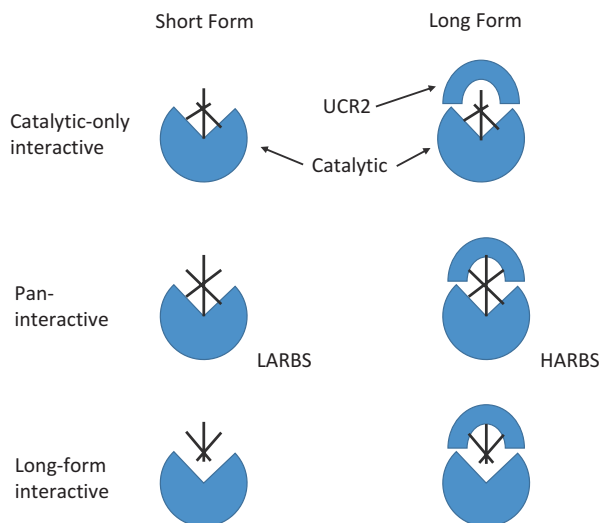 Short Form
Long Form
UCR2
Catalytic-only
interactive
Catalytic
Pan-
interactive
LARBS
HARBS
Long-form
interactive